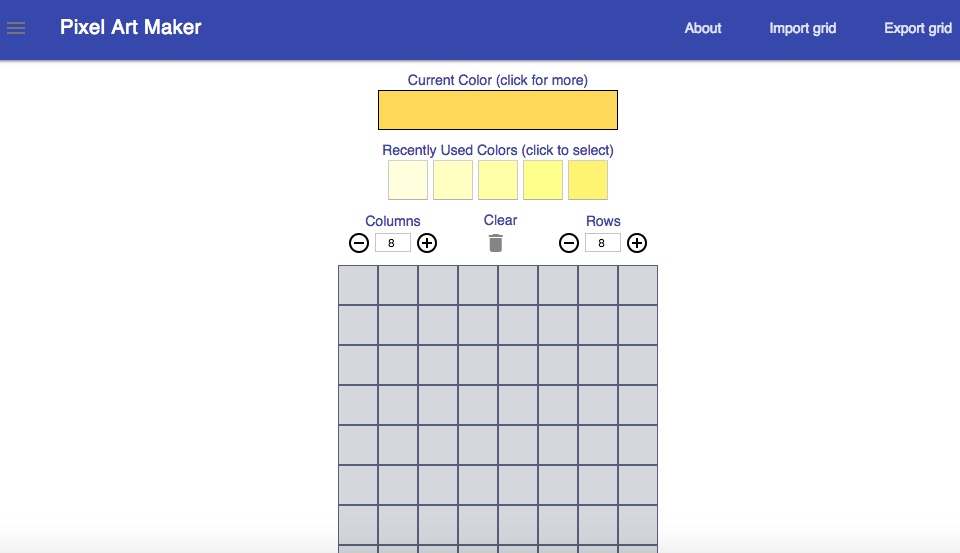 Pixel Art Maker
About
Import grid
Export grid
Current Color (click for more)
Recently Used Colors (click to select)
Columns
Clear
Rows
8
8